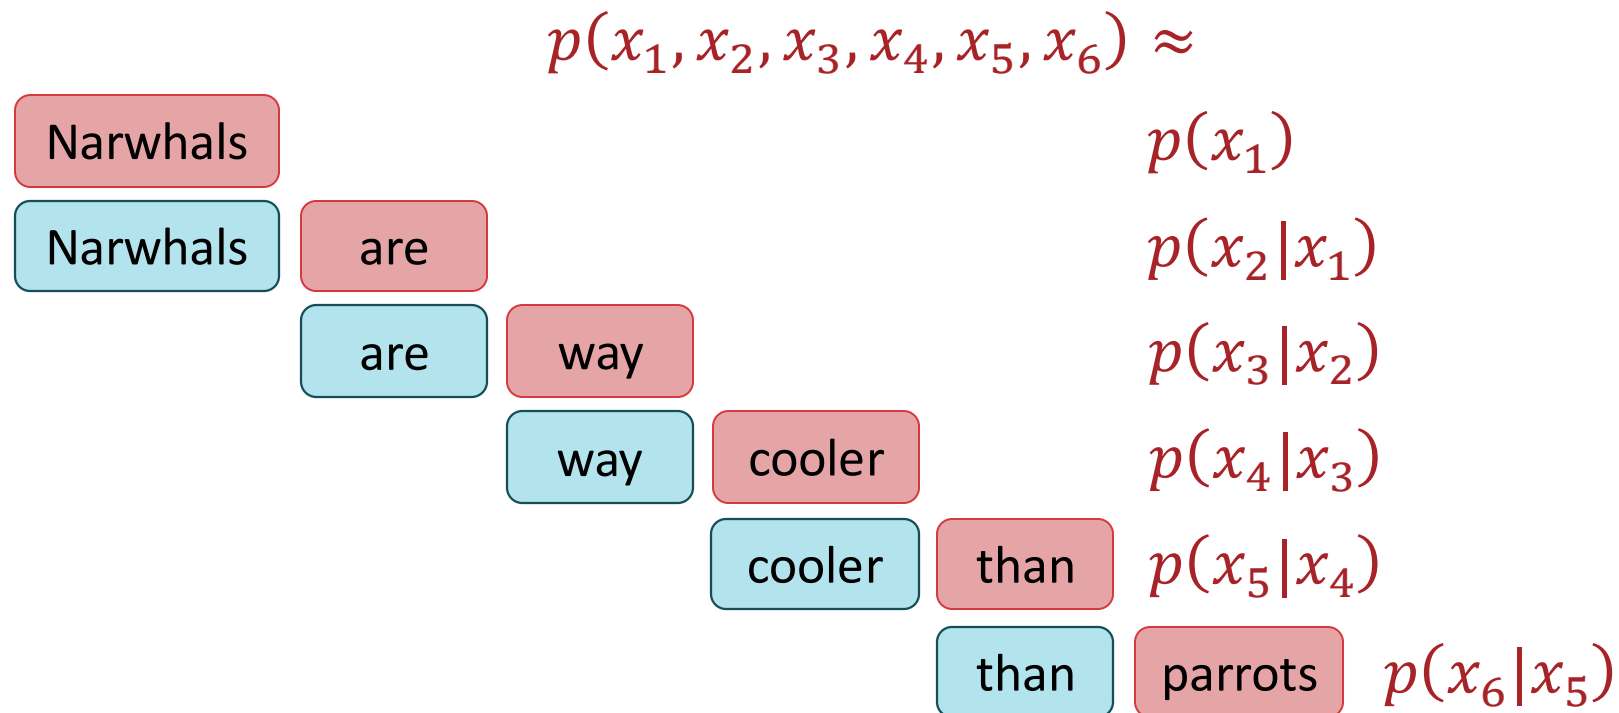 p(x₁, x₂, x₃, x₄, x₅, x₆) ≈
Narwhals p(x₁)
Narwhals are p(x₂|x₁)
are way p(x₃|x₂)
way cooler p(x₄|x₃)
cooler than p(x₅|x₄)
than parrots p(x₆|x₅)